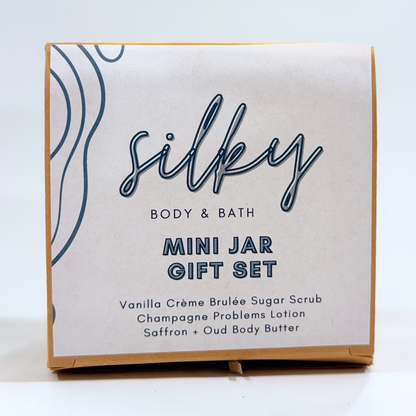 silky
BODY & BATH
MINI JAR
GIFT SET
Vanilla Crème Brulée Sugar Scrub
Champagne Problems Lotion
Saffron + Oud Body Butter